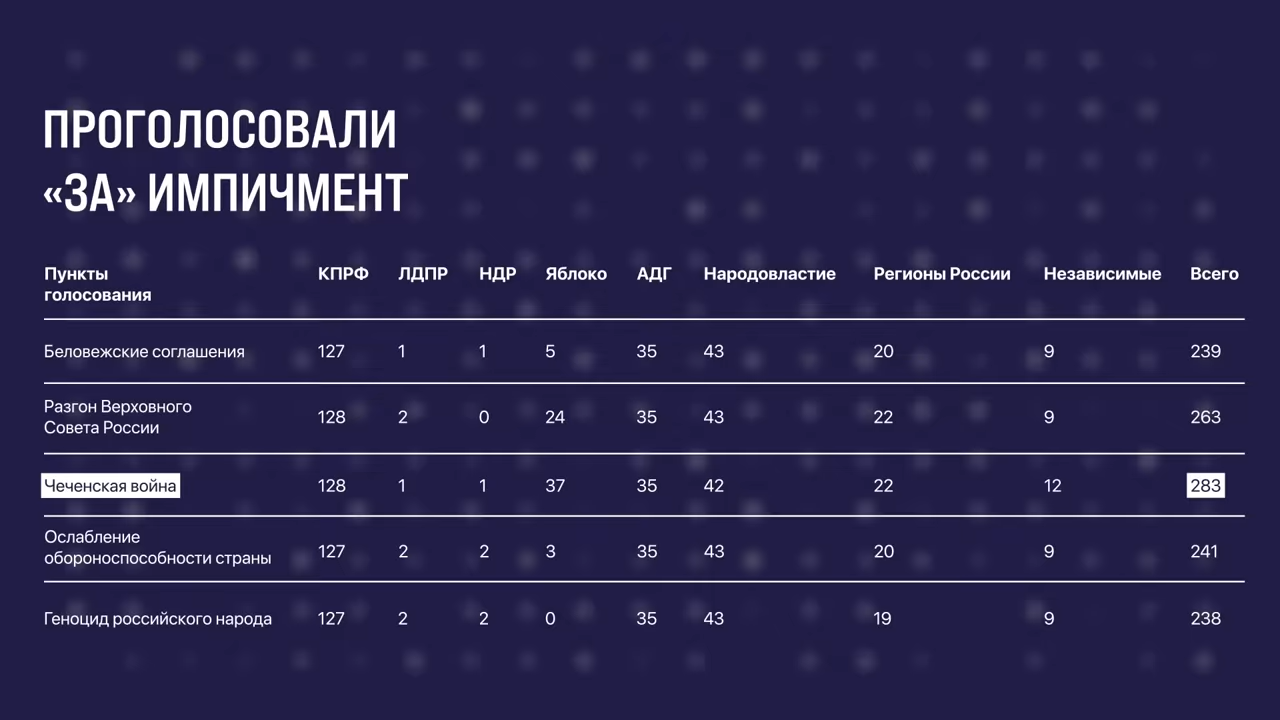 ПРОГОЛОСОВАЛИ
«ЗА» ИМПИЧМЕНТ
Пункты голосования КПРФ ЛДПР НДР Яблоко АДГ Народовластие Регионы России Независимые Всего
Беловежские соглашения 127 1 1 5 35 43 20 9 239
Разгон Верховного Совета России 128 2 0 24 35 43 22 9 263
Чеченская война 128 1 1 37 35 42 22 12 283
Ослабление обороноспособности страны 127 2 2 3 35 43 20 9 241
Геноцид российского народа 127 2 2 0 35 43 19 9 238